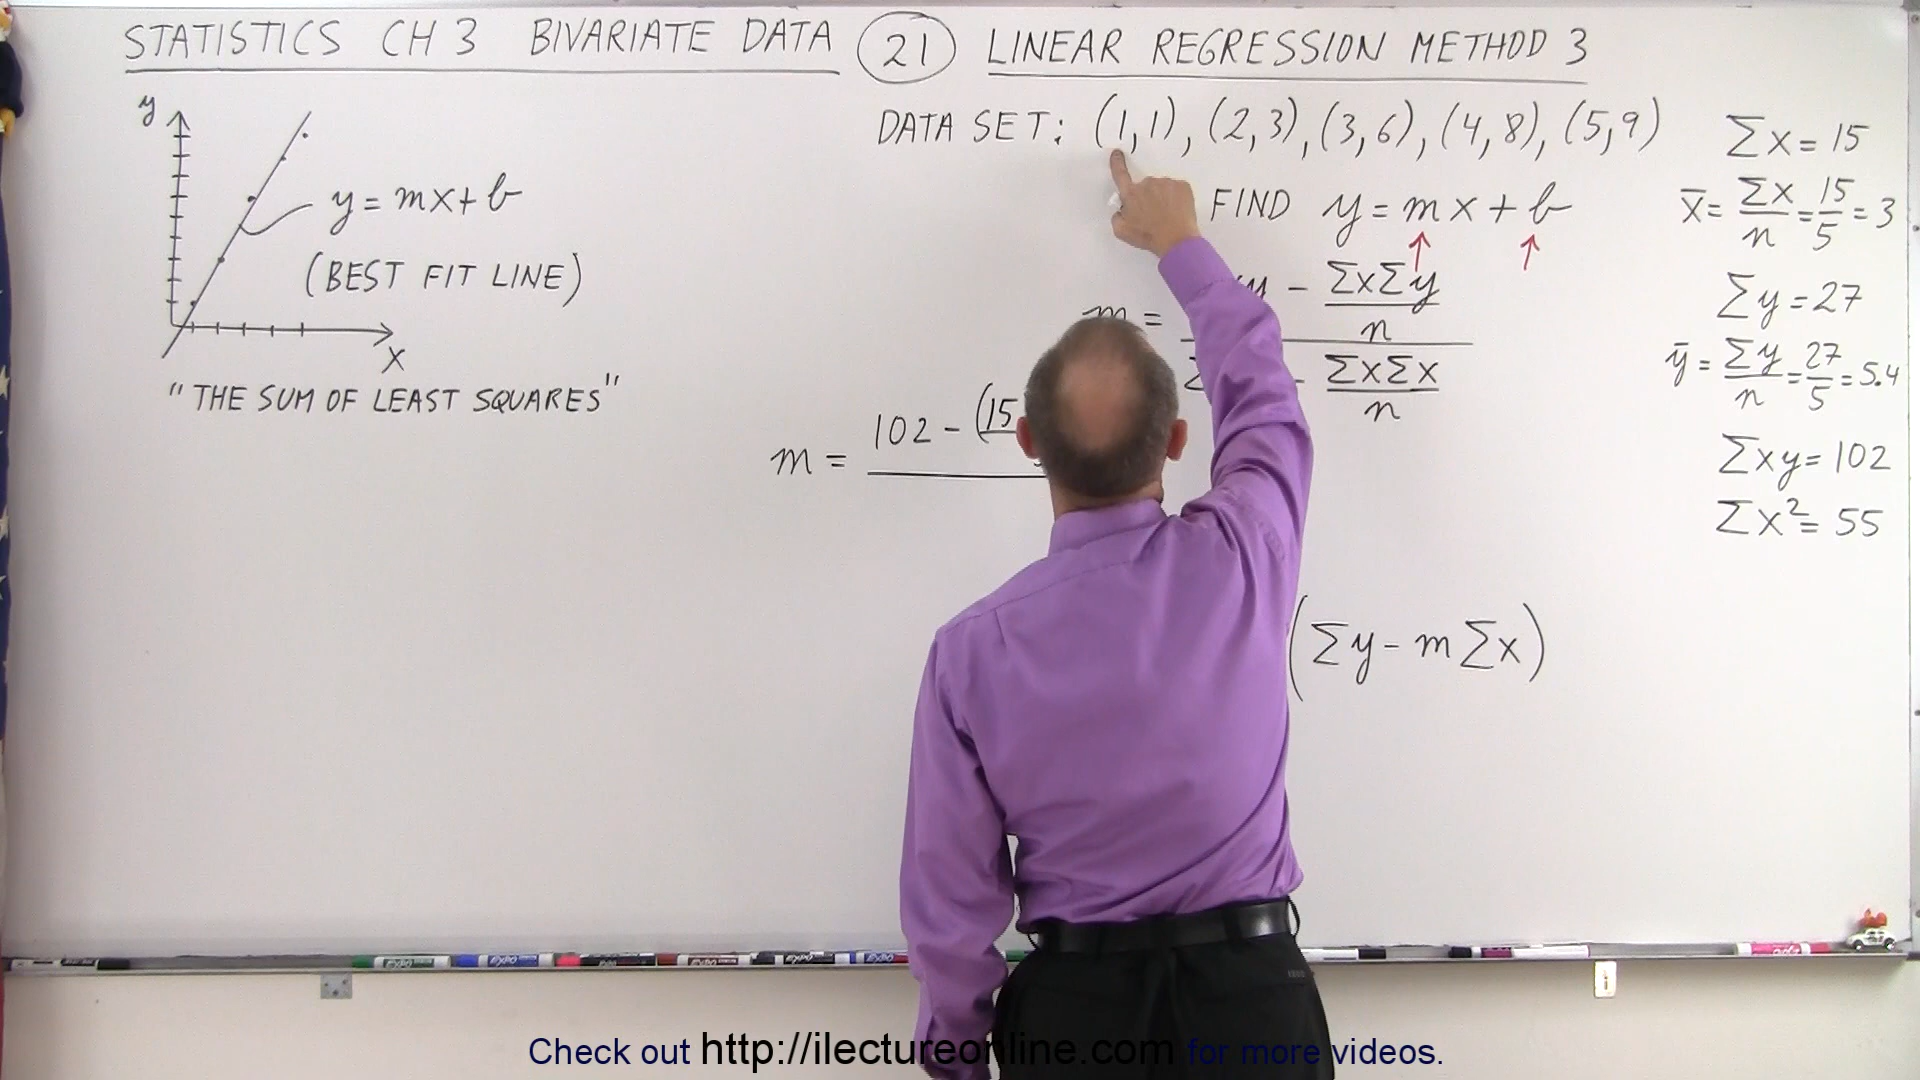 STATISTICS CH 3 BIVARIATE DATA 21 LINEAR REGRESSION METHOD 3
y
y = mx + b
(BEST FIT LINE)
x
"THE SUM OF LEAST SQUARES"
DATA SET: (1,1), (2,3), (3,6), (4,8), (5,9)
FIND y = mx + b
m = y - ΣxΣy / n
- ΣxΣx / n
m = 102 - (15
(Σy - mΣx)
Σx = 15
x̄ = Σx / n = 15 / 5 = 3
Σy = 27
ȳ = Σy / n = 27 / 5 = 5.4
Σxy = 102
Σx² = 55
Check out http://ilectureonline.com for more videos.